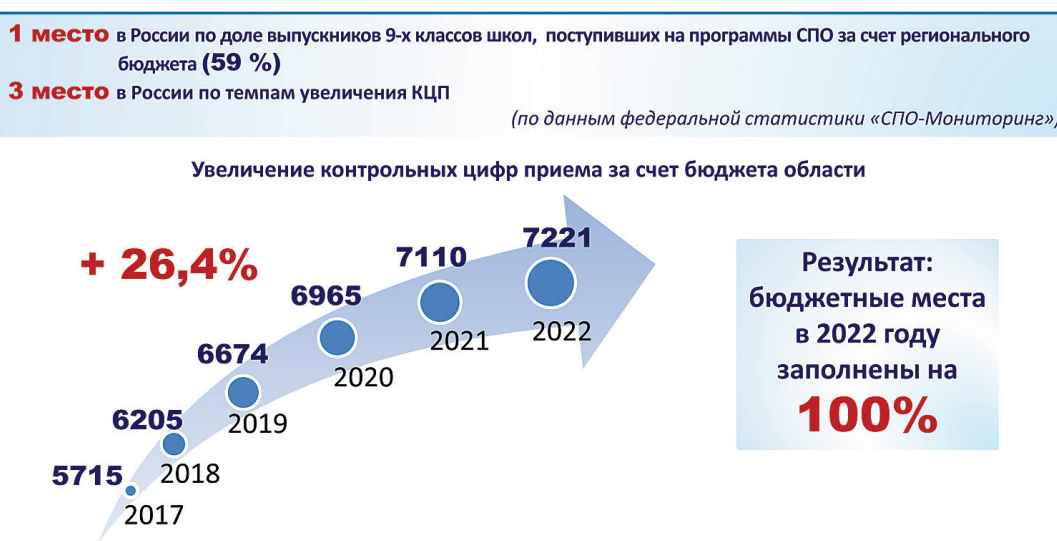 1 место в России по доле выпускников 9-х классов школ, поступивших на программы СПО за счет регионального
бюджета (59 %)
3 место в России по темпам увеличения КЦП
(по данным федеральной статистики «СПО-Мониторинг»)
Увеличение контрольных цифр приема за счет бюджета области
+ 26,4%
5715
2017
6205
2018
6674
2019
6965
2020
7110
2021
7221
2022
Результат:
бюджетные места
в 2022 году
заполнены на
100%